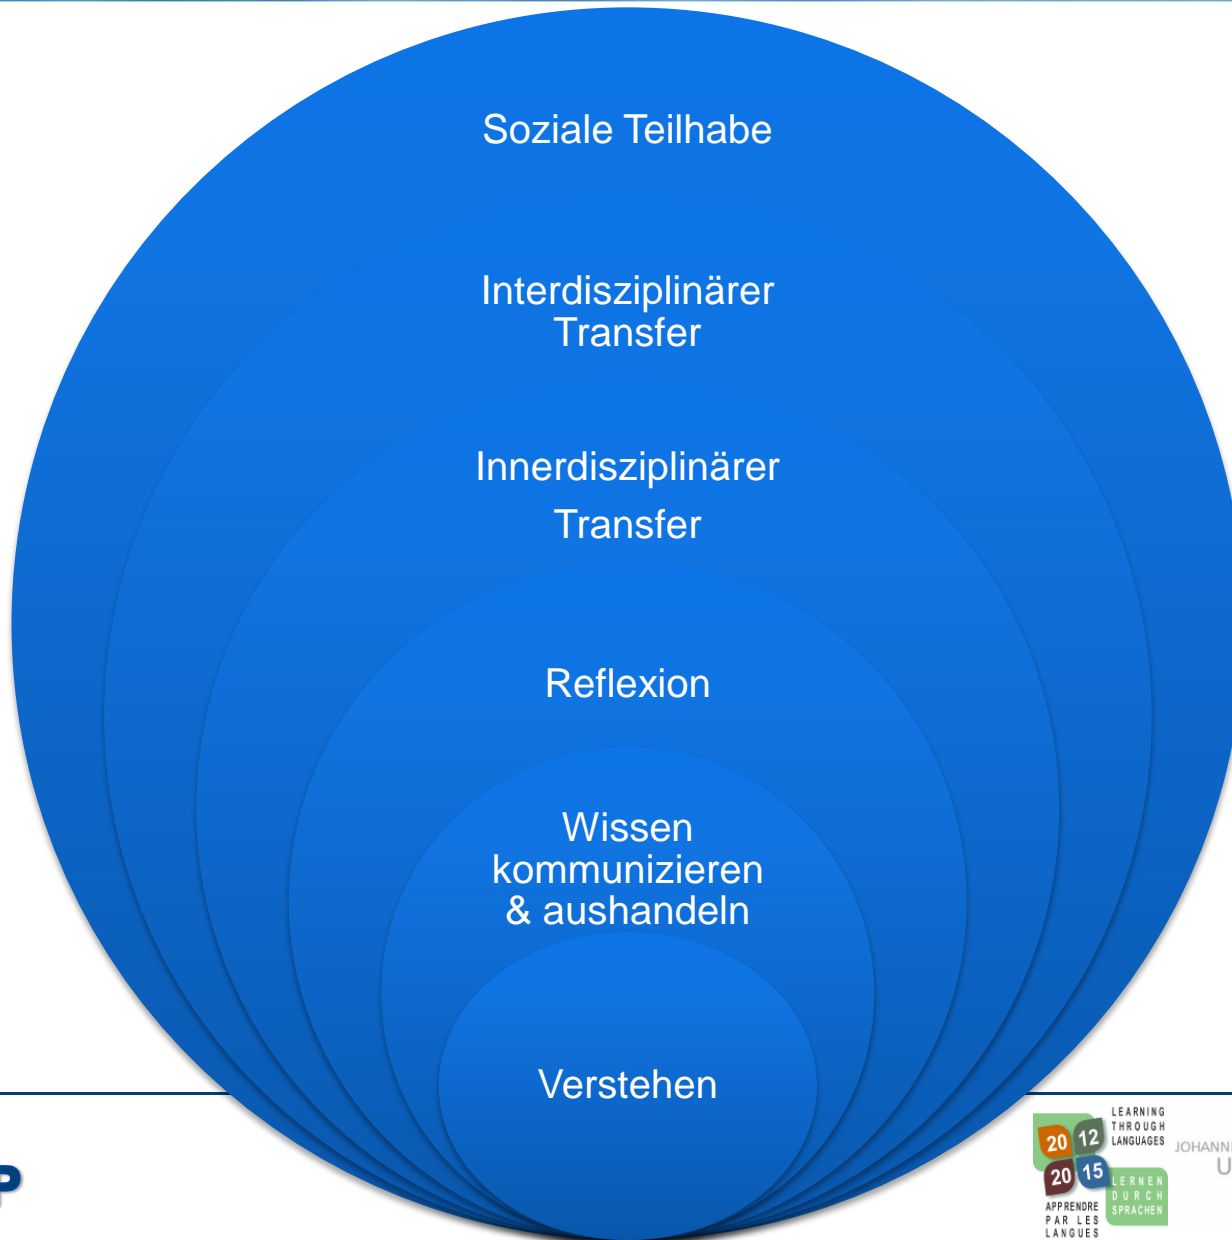 Soziale Teilhabe
Interdisziplinärer
Transfer
Innerdisziplinärer
Transfer
Reflexion
Wissen
kommunizieren
& aushandeln
Verstehen
P
20 12
20 15
LEARNING
THROUGH
LANGUAGES
LERNEN
DURCH
SPRACHEN
APPRENDRE
PAR LES
LANGUES
JOHANN
U